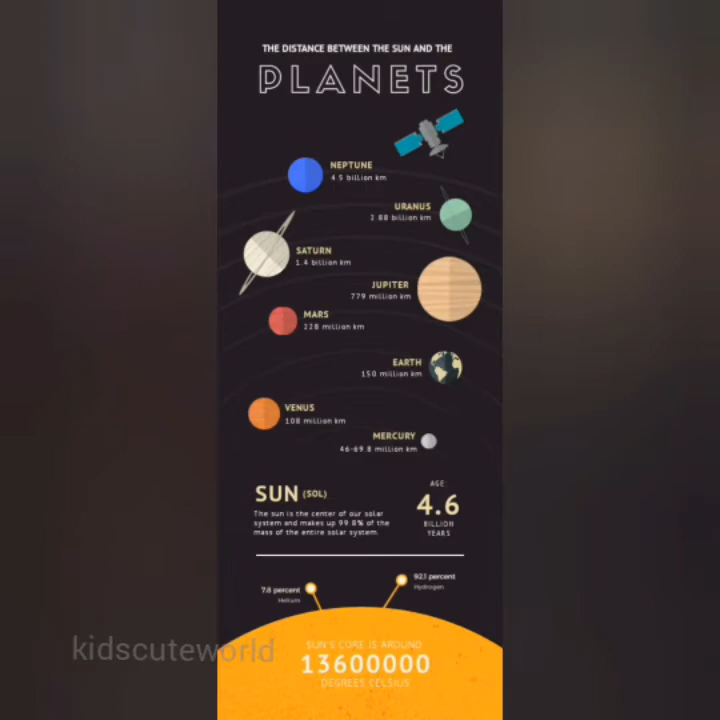 THE DISTANCE BETWEEN THE SUN AND THE
PLANETS
NEPTUNE
4 5 billion km
URANUS
2 88 billion km
SATURN
1.4 billion km
JUPITER
779 million km
MARS
228 million km
EARTH
150 million km
VENUS
108 million km
MERCURY
46-69.8 million km
SUN (SOL)
The sun is the center of our solar
system and makes up 99.8% of the
mass of the entire solar system.
AGE:
4.6
BILLION
YEARS
7.8 percent
Helium
92.1 percent
Hydrogen
SUN'S CORE IS AROUND
13600000
DEGREES CELSIUS
kidscuteworld